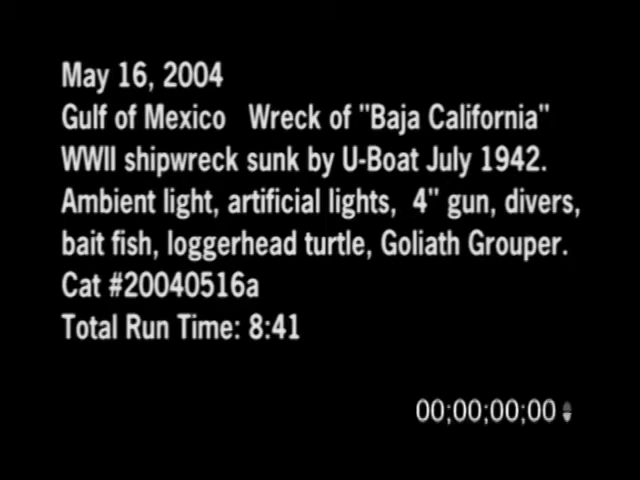 May 16, 2004
Gulf of Mexico   Wreck of "Baja California"
WWII shipwreck sunk by U-Boat July 1942.
Ambient light, artificial lights,  4" gun, divers,
bait fish, loggerhead turtle, Goliath Grouper.
Cat #20040516a
Total Run Time: 8:41
00;00;00;00